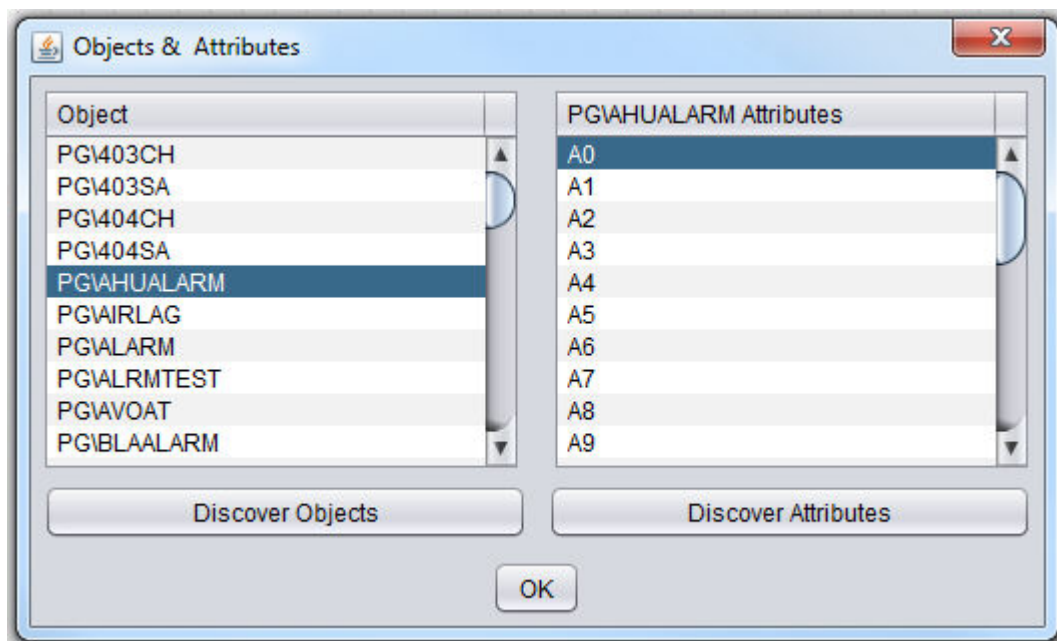 Objects & Attributes
Object
PG\403CH
PG\403SA
PG\404CH
PG\404SA
PG\AHUALARM
PG\AIRLAG
PG\ALARM
PG\ALRMTEST
PG\AVOAT
PG\BLAALARM
Discover Objects
PG\AHUALARM Attributes
A0
A1
A2
A3
A4
A5
A6
A7
A8
A9
Discover Attributes
OK